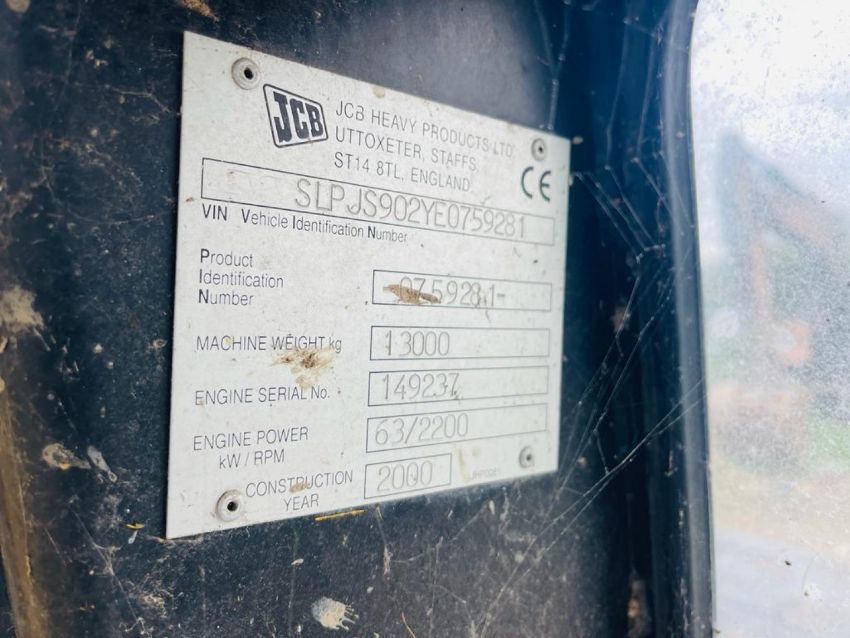 JCB
JCB HEAVY PRODUCTS LTD.
UTTOXETER, STAFFS,
ST14 8TL, ENGLAND
CE
SLPJS902YE0759281
VIN Vehicle Identification Number
Product
Identification
Number
0759281-
MACHINE WEIGHT kg
13000
ENGINE SERIAL No.
149237
ENGINE POWER
kW / RPM
63/2200
CONSTRUCTION
YEAR
2000